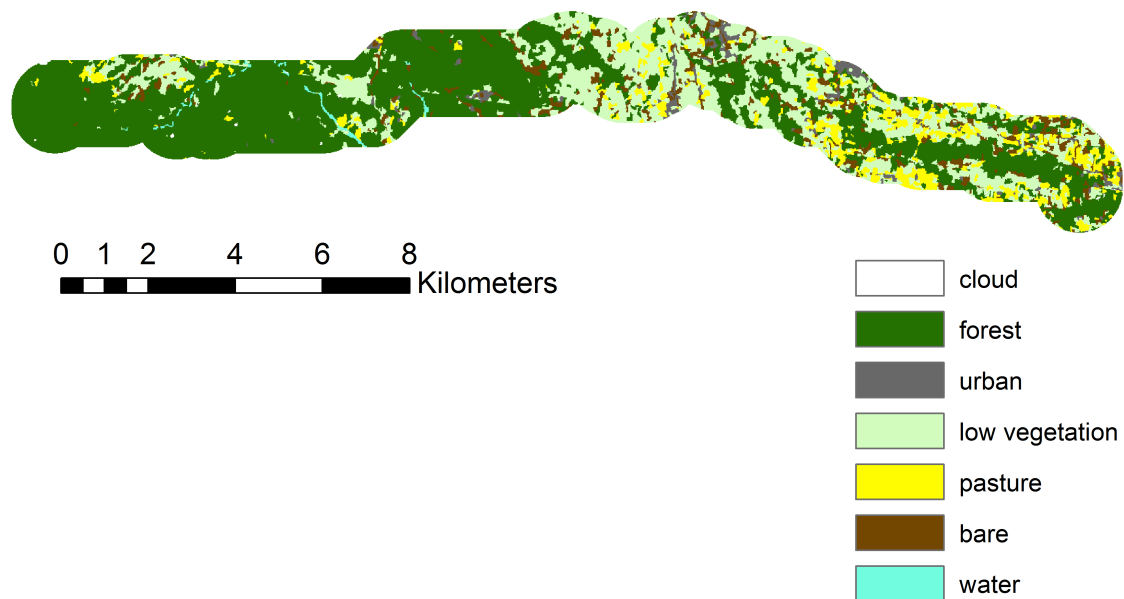 0 1 2 4 6 8
Kilometers
cloud
forest
urban
low vegetation
pasture
bare
water